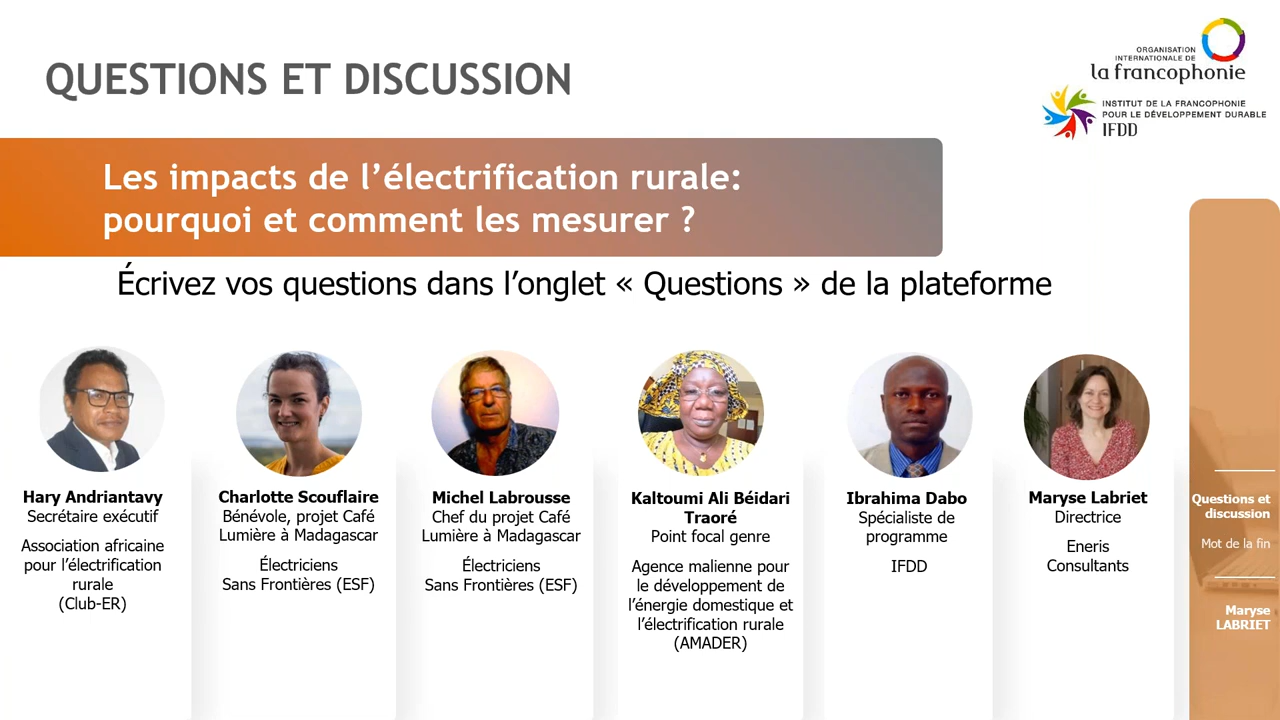 QUESTIONS ET DISCUSSION
ORGANISATION
INTERNATIONALE DE
la francophonie
INSTITUT DE LA FRANCOPHONIE
POUR LE DÉVELOPPEMENT DURABLE
IFDD
Les impacts de l’électrification rurale:
pourquoi et comment les mesurer ?
Écrivez vos questions dans l’onglet « Questions » de la plateforme
Hary Andriantavy
Secrétaire exécutif
Association africaine
pour l’électrification
rurale
(Club-ER)
Charlotte Scouflaire
Bénévole, projet Café
Lumière à Madagascar
Électriciens
Sans Frontières (ESF)
Michel Labrousse
Chef du projet Café
Lumière à Madagascar
Électriciens
Sans Frontières (ESF)
Kaltoumi Ali Béidari
Traoré
Point focal genre
Agence malienne pour
le développement de
l’énergie domestique et
l’électrification rurale
(AMADER)
Ibrahima Dabo
Spécialiste de
programme
IFDD
Maryse Labriet
Directrice
Eneris
Consultants
Questions et
discussion
Mot de la fin
Maryse
LABRIET